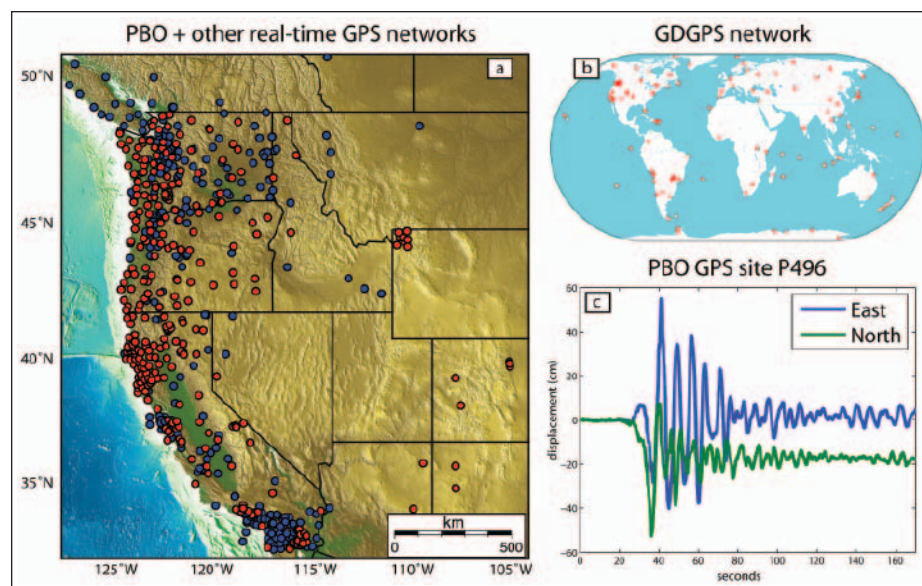 PBO + other real-time GPS networks
a
50°N
45°N
40°N
35°N
125°W
120°W
115°W
110°W
105°W
km
0
500
GDGPS network
b
PBO GPS site P496
c
East
North
displacement (cm)
60
40
20
0
-20
-40
-60
0
20
40
60
80
100
120
140
160
seconds